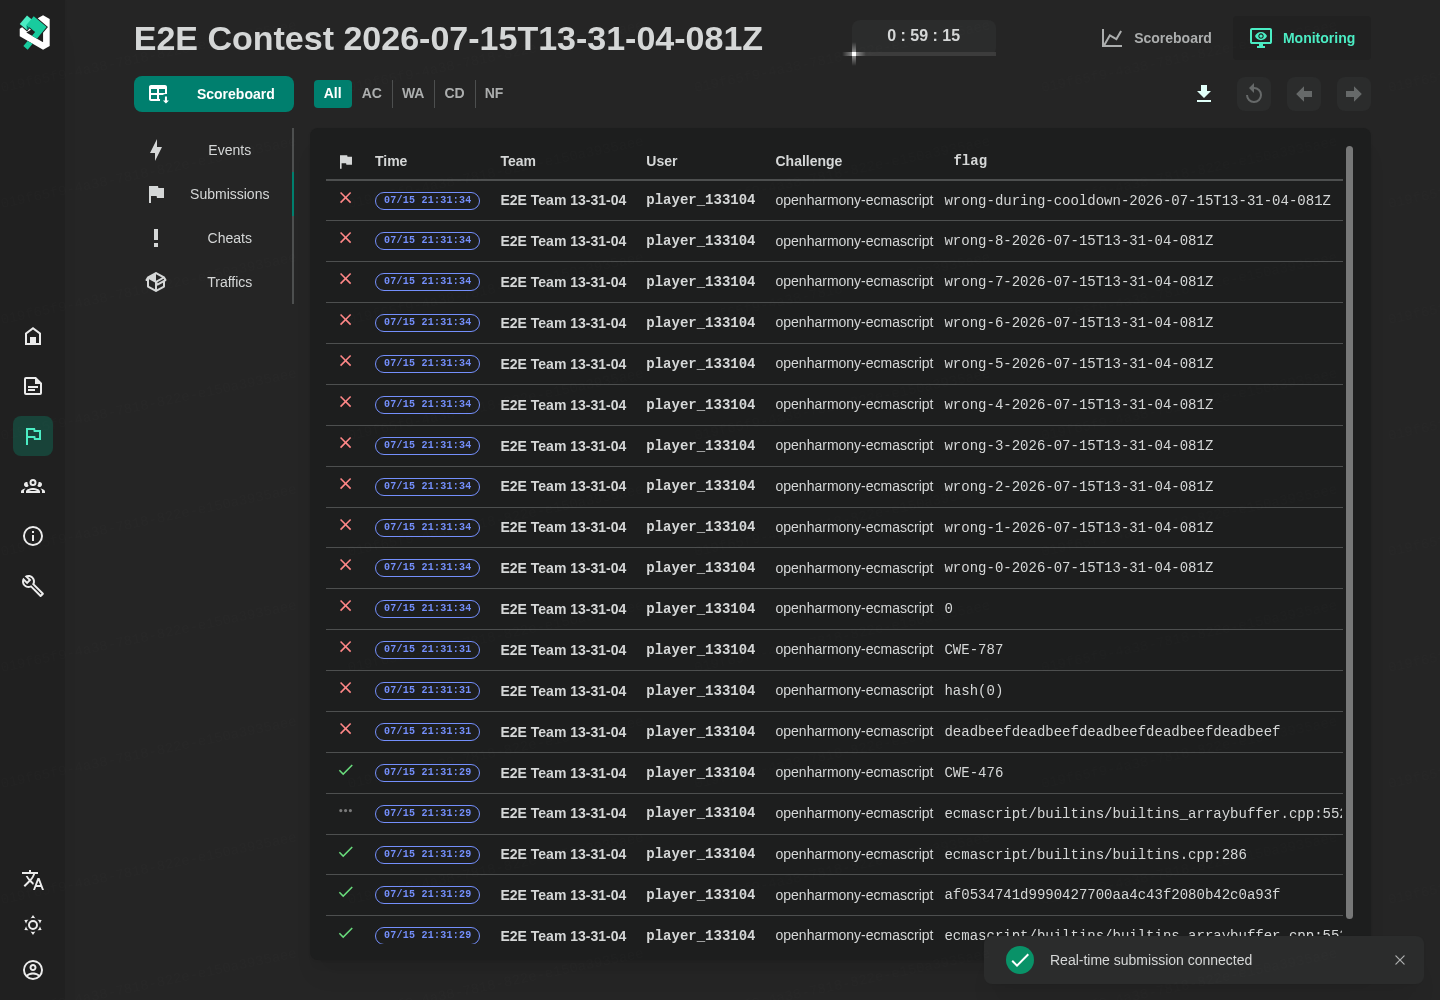 E2E Contest 2026-07-15T13-31-04-081Z
0 : 59 : 15
Scoreboard
Monitoring
Scoreboard
All AC WA CD NF
Events
Submissions
Cheats
Traffics
Time Team User Challenge flag
07/15 21:31:34 E2E Team 13-31-04 player_133104 openharmony-ecmascript wrong-during-cooldown-2026-07-15T13-31-04-081Z
07/15 21:31:34 E2E Team 13-31-04 player_133104 openharmony-ecmascript wrong-8-2026-07-15T13-31-04-081Z
07/15 21:31:34 E2E Team 13-31-04 player_133104 openharmony-ecmascript wrong-7-2026-07-15T13-31-04-081Z
07/15 21:31:34 E2E Team 13-31-04 player_133104 openharmony-ecmascript wrong-6-2026-07-15T13-31-04-081Z
07/15 21:31:34 E2E Team 13-31-04 player_133104 openharmony-ecmascript wrong-5-2026-07-15T13-31-04-081Z
07/15 21:31:34 E2E Team 13-31-04 player_133104 openharmony-ecmascript wrong-4-2026-07-15T13-31-04-081Z
07/15 21:31:34 E2E Team 13-31-04 player_133104 openharmony-ecmascript wrong-3-2026-07-15T13-31-04-081Z
07/15 21:31:34 E2E Team 13-31-04 player_133104 openharmony-ecmascript wrong-2-2026-07-15T13-31-04-081Z
07/15 21:31:34 E2E Team 13-31-04 player_133104 openharmony-ecmascript wrong-1-2026-07-15T13-31-04-081Z
07/15 21:31:34 E2E Team 13-31-04 player_133104 openharmony-ecmascript wrong-0-2026-07-15T13-31-04-081Z
07/15 21:31:34 E2E Team 13-31-04 player_133104 openharmony-ecmascript 0
07/15 21:31:31 E2E Team 13-31-04 player_133104 openharmony-ecmascript CWE-787
07/15 21:31:31 E2E Team 13-31-04 player_133104 openharmony-ecmascript hash(0)
07/15 21:31:31 E2E Team 13-31-04 player_133104 openharmony-ecmascript deadbeefdeadbeefdeadbeefdeadbeefdeadbeef
07/15 21:31:29 E2E Team 13-31-04 player_133104 openharmony-ecmascript CWE-476
07/15 21:31:29 E2E Team 13-31-04 player_133104 openharmony-ecmascript ecmascript/builtins/builtins_arraybuffer.cpp:552
07/15 21:31:29 E2E Team 13-31-04 player_133104 openharmony-ecmascript ecmascript/builtins/builtins.cpp:286
07/15 21:31:29 E2E Team 13-31-04 player_133104 openharmony-ecmascript af0534741d9990427700aa4c43f2080b42c0a93f
07/15 21:31:29 E2E Team 13-31-04 player_133104 openharmony-ecmascript
Real-time submission connected